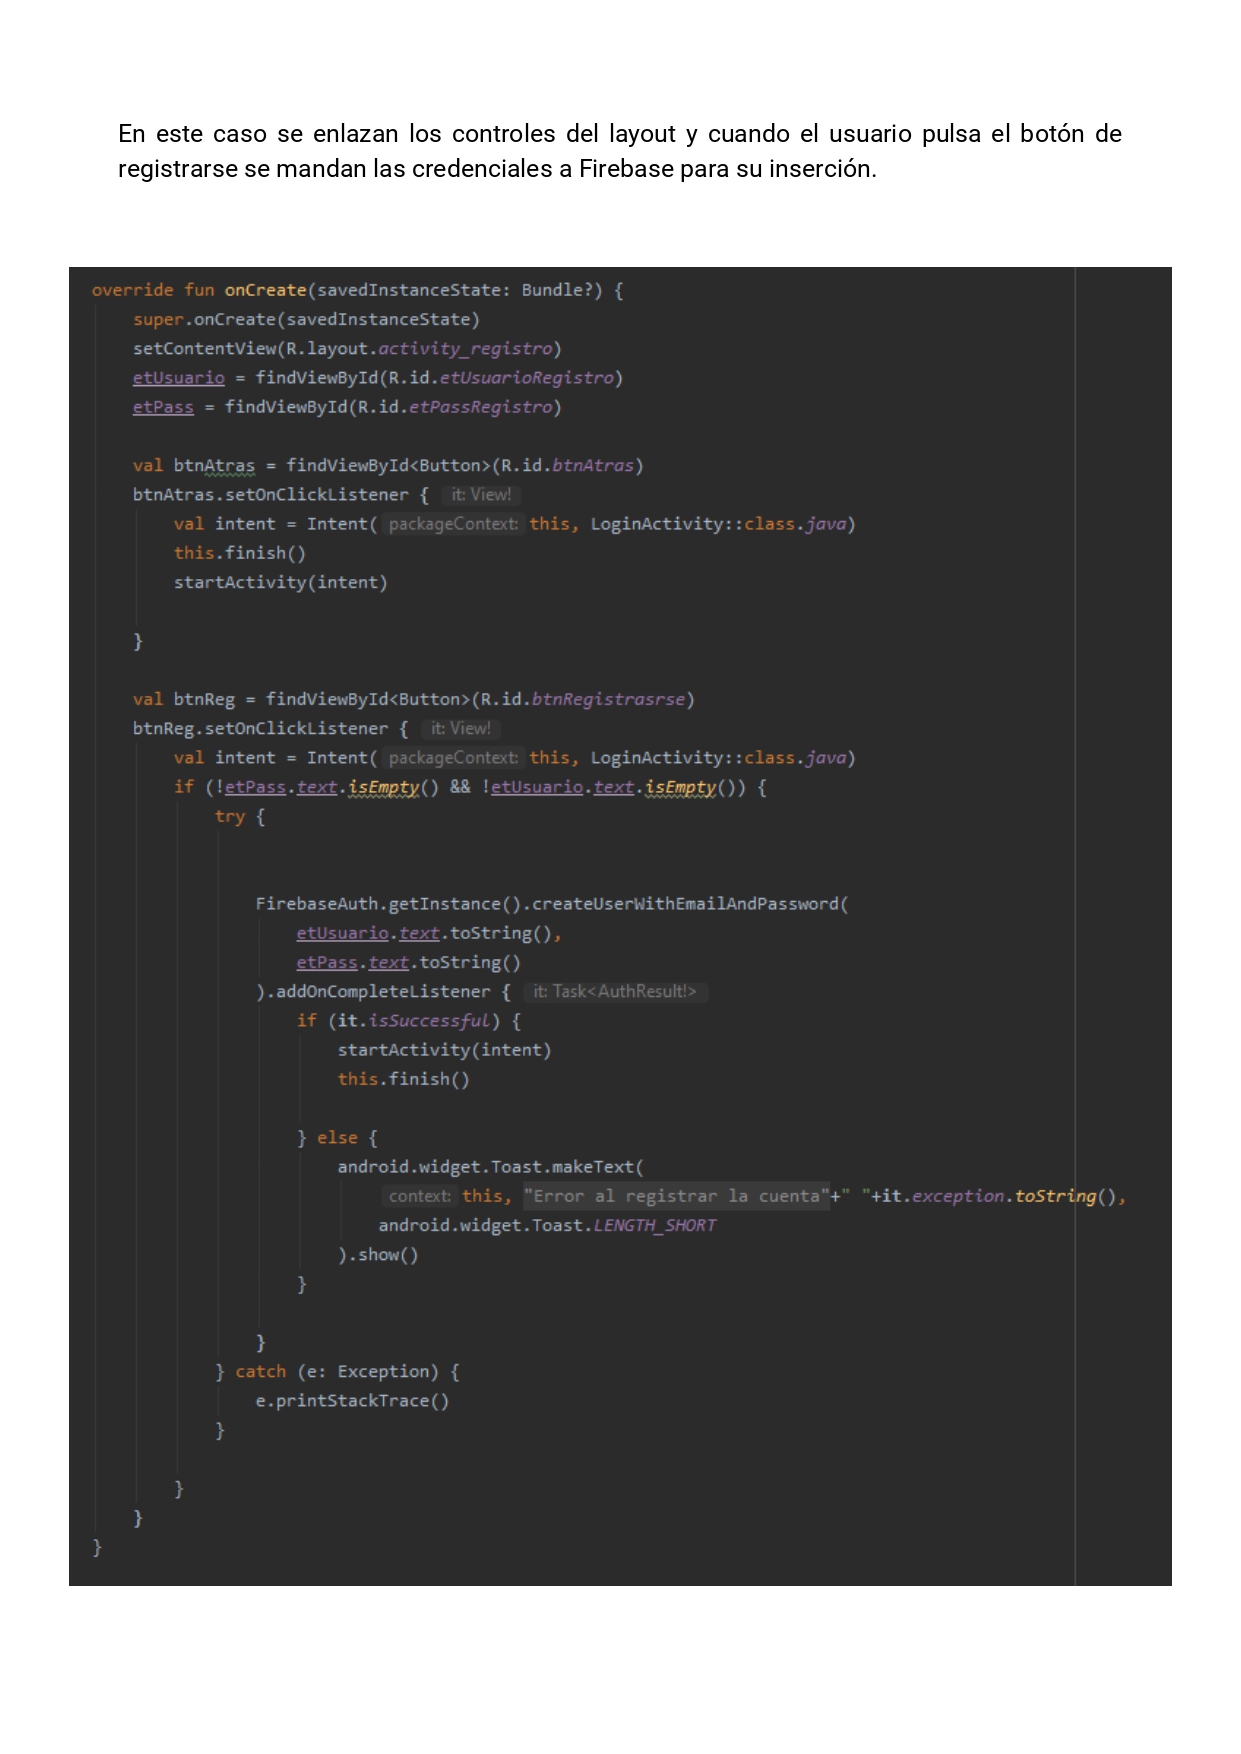 En este caso se enlazan los controles del layout y cuando el usuario pulsa el botón de
registrarse se mandan las credenciales a Firebase para su inserción.
override fun onCreate(savedInstanceState: Bundle?) {
super.onCreate(savedInstanceState)
setContentView(R.layout.activity_registro)
etUsuario = findViewById(R.id.etUsuarioRegistro)
etPass = findViewById(R.id.etPassRegistro)
val btnAtras = findViewById<Button>(R.id.btnAtras)
btnAtras.setOnClickListener { it: View!
val intent = Intent( packageContext: this, LoginActivity::class.java)
this.finish()
startActivity(intent)
}
val btnReg = findViewById<Button>(R.id.btnRegistrasrse)
btnReg.setOnClickListener { it: View!
val intent = Intent( packageContext: this, LoginActivity::class.java)
if (!etPass.text.isEmpty() && !etUsuario.text.isEmpty()) {
try {
FirebaseAuth.getInstance().createUserWithEmailAndPassword(
etUsuario.text.toString(),
etPass.text.toString()
).addOnCompleteListener { it: Task<AuthResult!>
if (it.isSuccessful) {
startActivity(intent)
this.finish()
} else {
android.widget.Toast.makeText(
context: this, "Error al registrar la cuenta"+" "+it.exception.toString(),
android.widget.Toast.LENGTH_SHORT
).show()
}
}
} catch (e: Exception) {
e.printStackTrace()
}
}
}
}